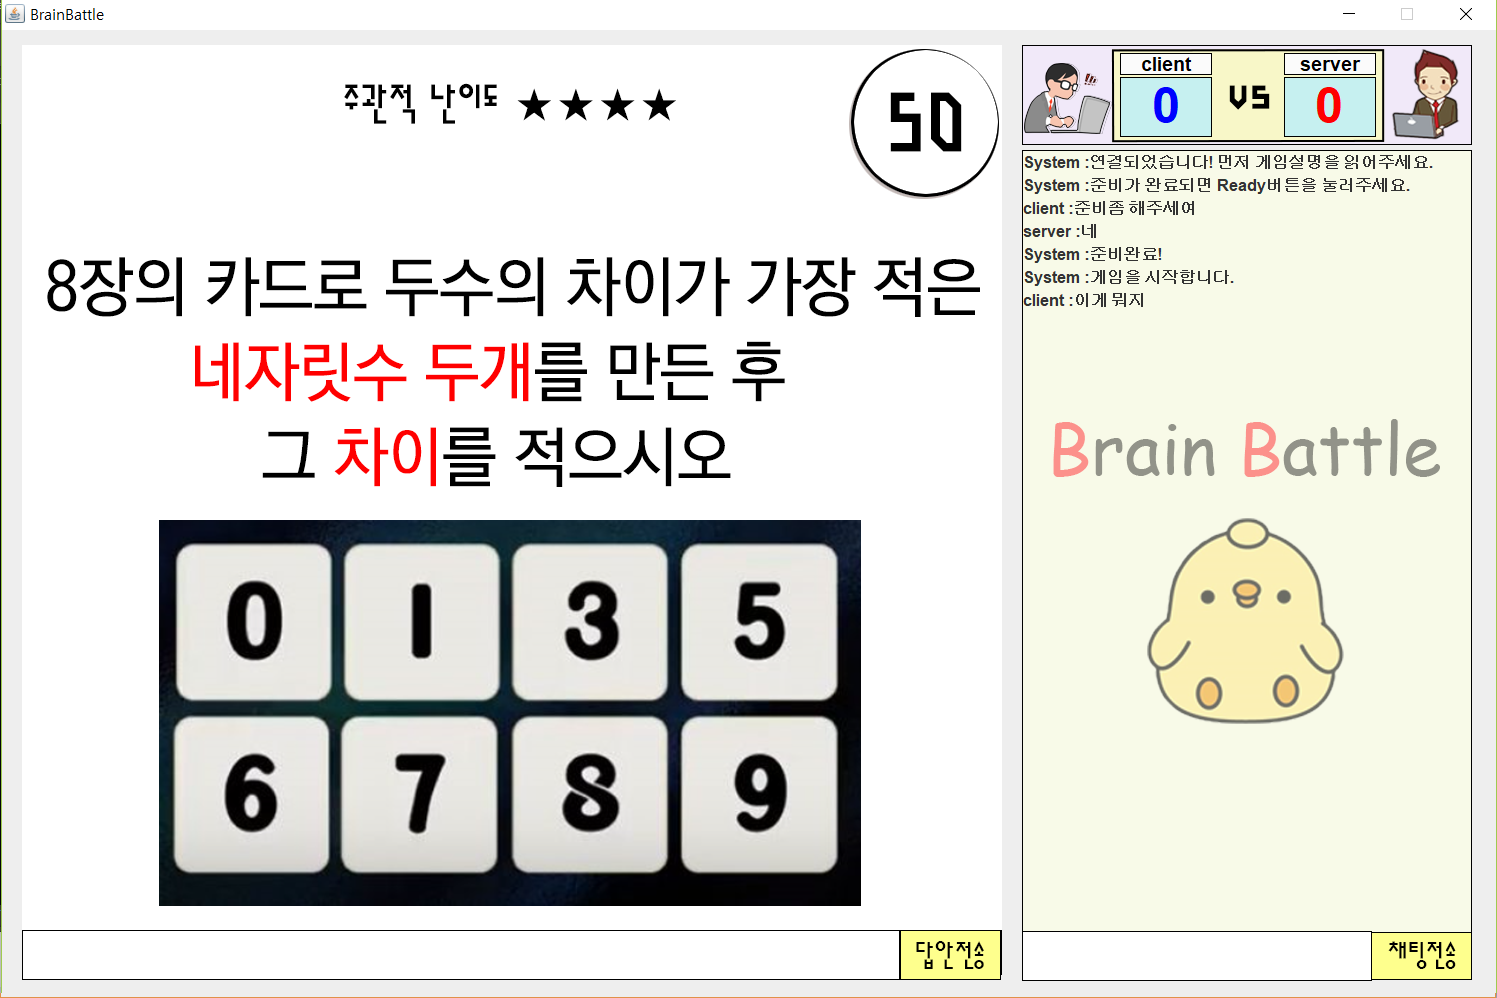 BrainBattle
주관적 난이도 ★★★★
50
8장의 카드로 두수의 차이가 가장 적은
네자릿수 두개를 만든 후
그 차이를 적으시오
0 1 3 5
6 7 8 9
답안전송
client VS server
0 0
System :연결되었습니다! 먼저 게임설명을 읽어주세요.
System :준비가 완료되면 Ready버튼을 눌러주세요.
client :준비좀 해주세여
server :네
System :준비완료!
System :게임을 시작합니다.
client :이게 뭐지
Brain Battle
채팅전송